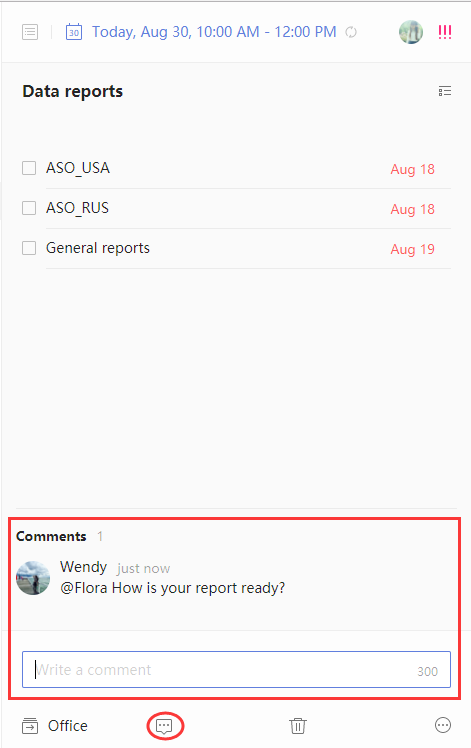 30 Today, Aug 30, 10:00 AM - 12:00 PM !!!
Data reports
ASO_USA Aug 18
ASO_RUS Aug 18
General reports Aug 19
Comments 1
Wendy just now
@Flora How is your report ready?
Write a comment 300
Office